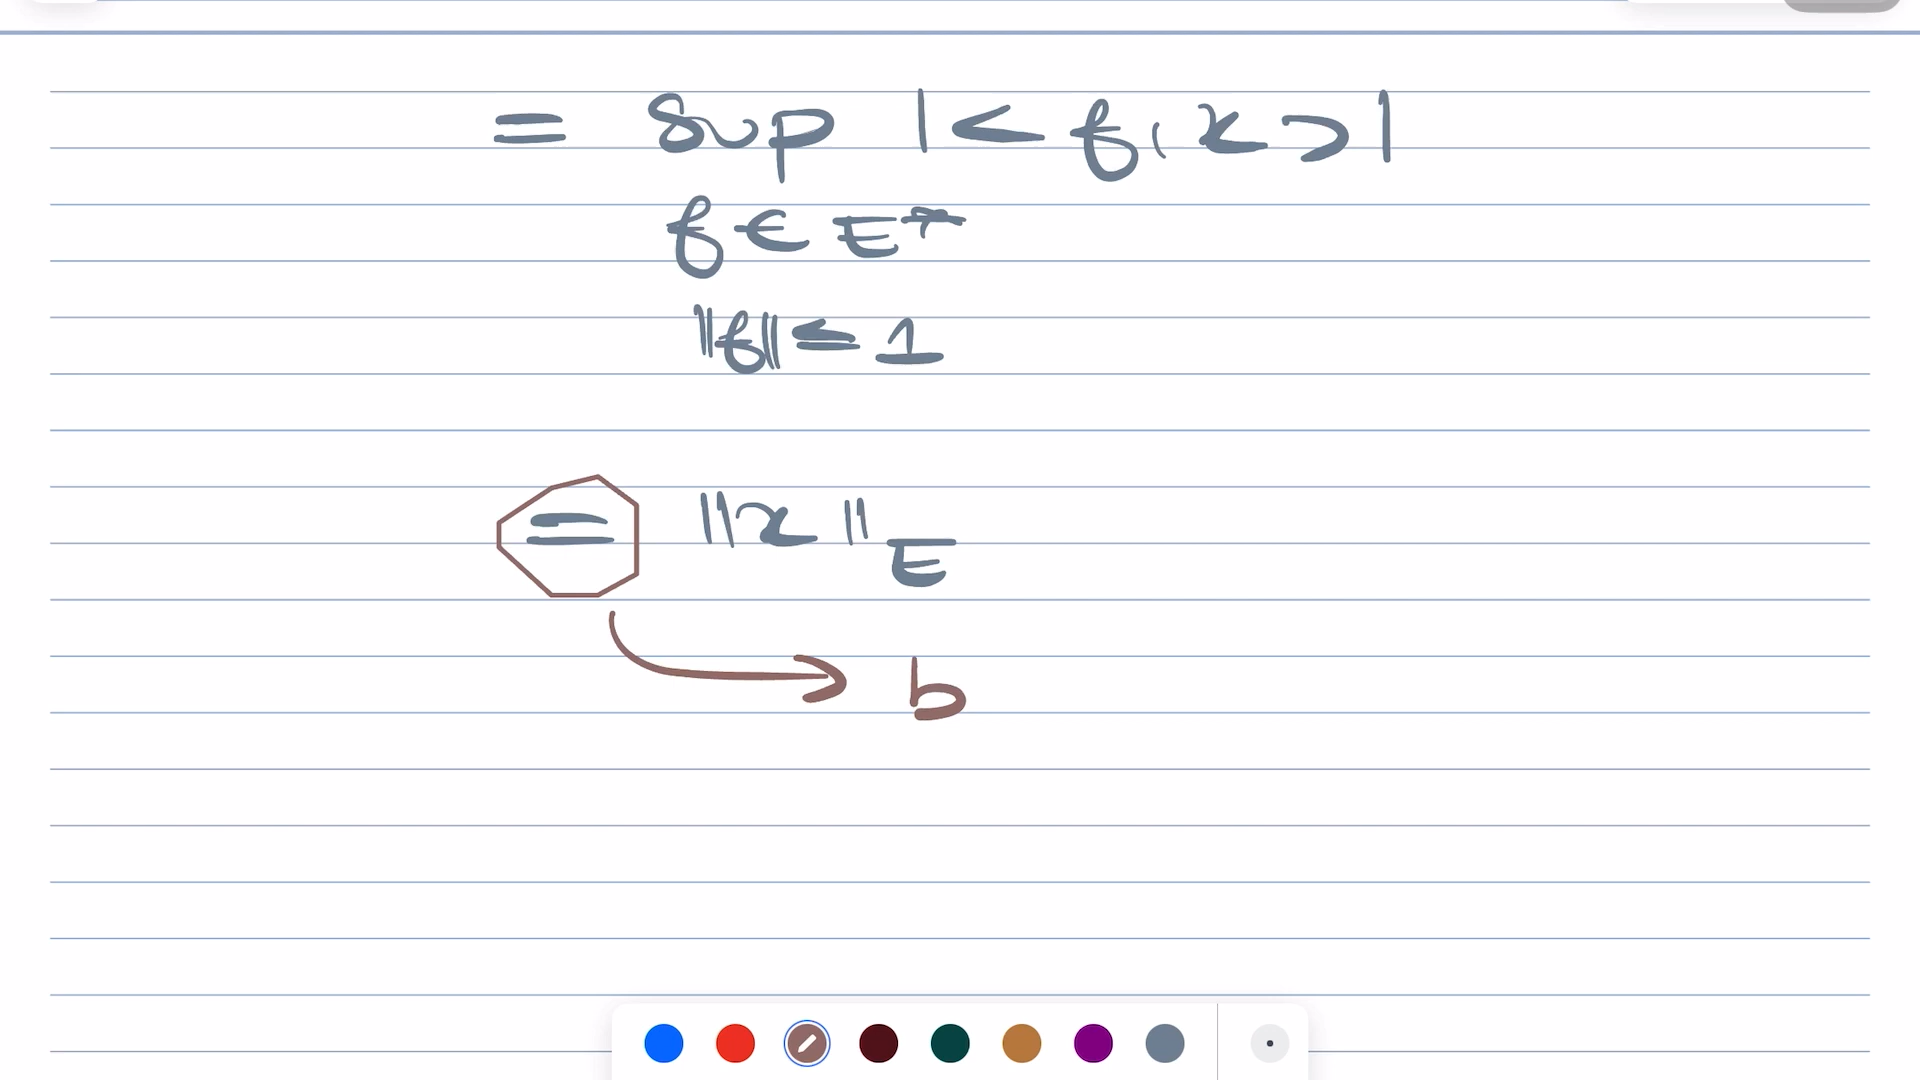 = Sup |< f, x >|
f ∈ E*
||f|| ≤ 1
= ||x||_E
b